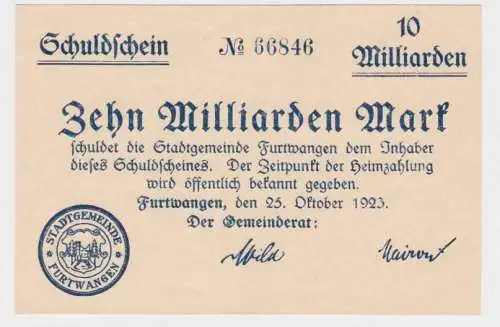 Schuldschein
№ 66846
10
Milliarden
Zehn Milliarden Mark
schuldet die Stadtgemeinde Furtwangen dem Inhaber
dieses Schuldscheines. Der Zeitpunkt der Heimzahlung
wird öffentlich bekannt gegeben.
Furtwangen, den 25. Oktober 1923.
Der Gemeinderat:
STADTGEMEINDE
FURTWANGEN